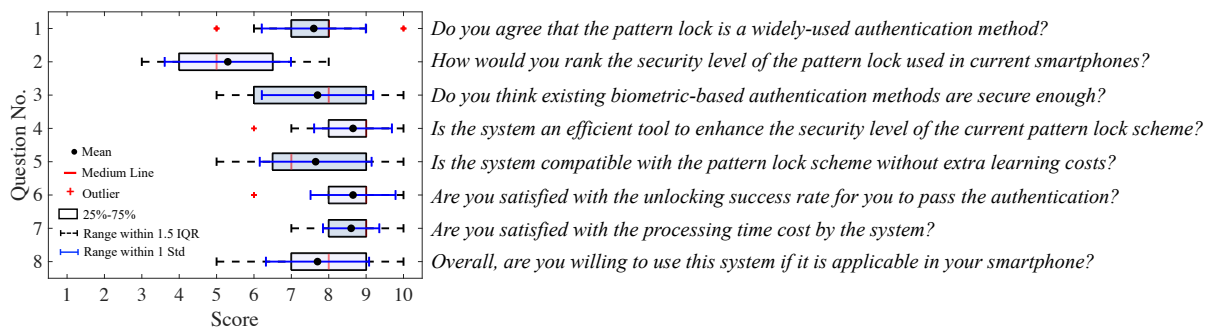 1 Do you agree that the pattern lock is a widely-used authentication method?
2 How would you rank the security level of the pattern lock used in current smartphones?
3 Do you think existing biometric-based authentication methods are secure enough?
4 Is the system an efficient tool to enhance the security level of the current pattern lock scheme?
5 Is the system compatible with the pattern lock scheme without extra learning costs?
6 Are you satisfied with the unlocking success rate for you to pass the authentication?
7 Are you satisfied with the processing time cost by the system?
8 Overall, are you willing to use this system if it is applicable in your smartphone?
Question No.
Mean
Medium Line
Outlier
25%-75%
Range within 1.5 IQR
Range within 1 Std
1 2 3 4 5 6 7 8 9 10
Score